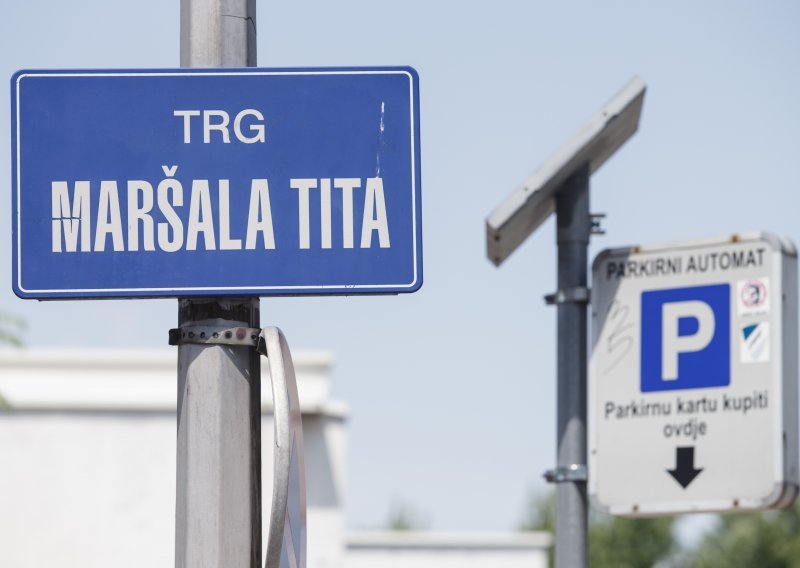 TRG
MARŠALA TITA
PARKIRNI AUTOMAT
P
Parkirnu kartu kupiti
ovdje